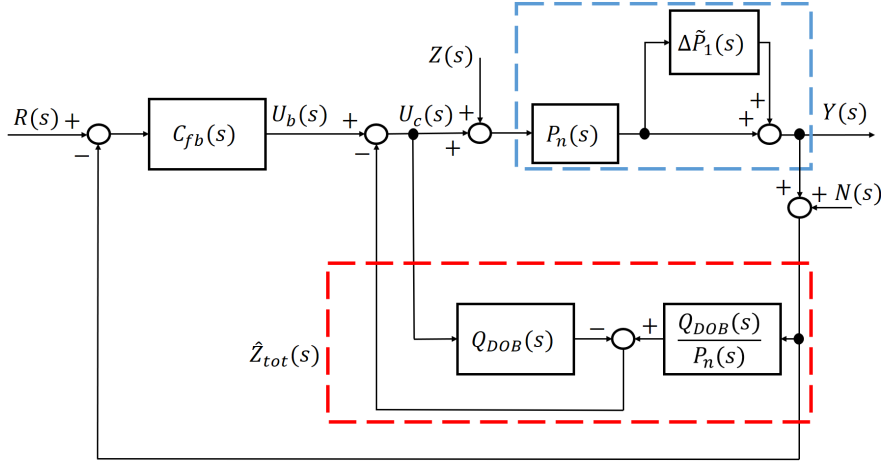 ΔP̃₁(s)
Z(s)
R(s) + C_fb(s) U_b(s) + U_c(s) + P_n(s) + + Y(s)
− − +
+ + N(s)
Ẑ_tot(s) Q_DOB(s) − + Q_DOB(s)
P_n(s)